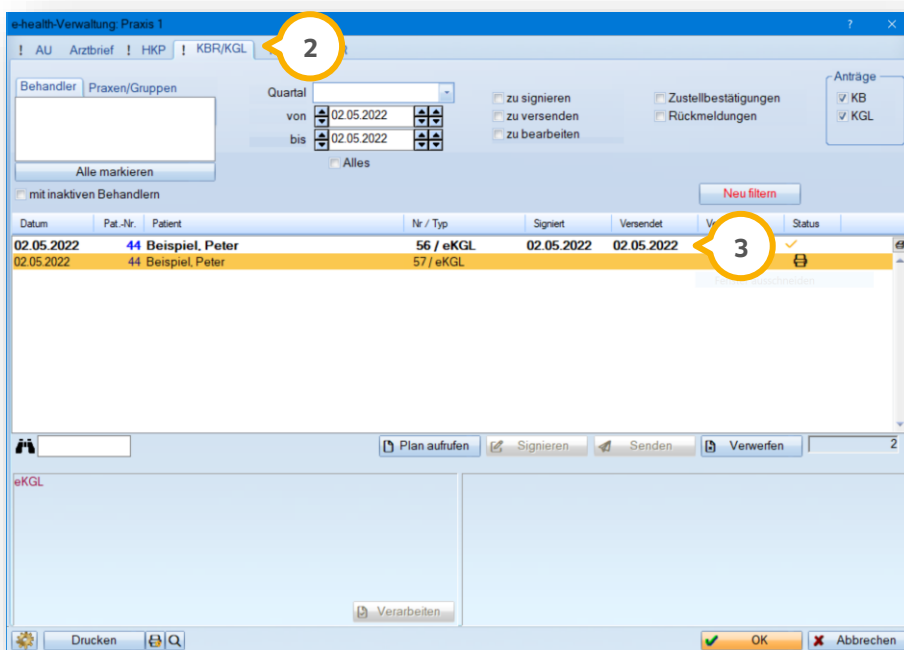 e-health-Verwaltung: Praxis 1
! AU Arztbrief ! HKP ! KBR/KGL
2
Behandler Praxen/Gruppen
Alle markieren
mit inaktiven Behandlern
Quartal
von 02.05.2022
bis 02.05.2022
Alles
zu signieren
zu versenden
zu bearbeiten
Zustellbestätigungen
Rückmeldungen
Anträge
KB
KGL
Neu filtern
Datum Pat.-Nr. Patient Nr / Typ Signiert Versendet Status
02.05.2022 44 Beispiel, Peter 56 / eKGL 02.05.2022 02.05.2022
3
02.05.2022 44 Beispiel, Peter 57 / eKGL
Plan aufrufen Signieren Senden Verwerfen 2
eKGL
Verarbeiten
Drucken OK Abbrechen